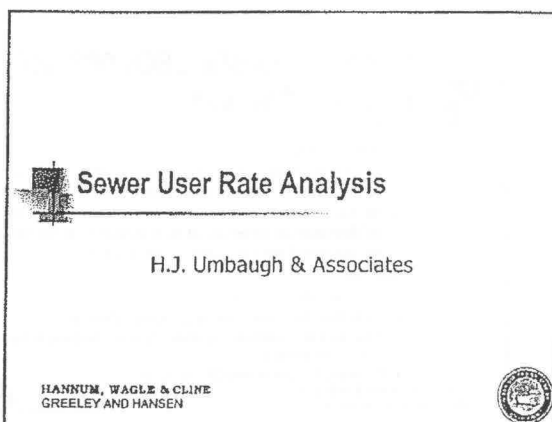 Sewer User Rate Analysis
H.J. Umbaugh & Associates
HANNUM, WAGLE & CLINE
GREELEY AND HANSEN